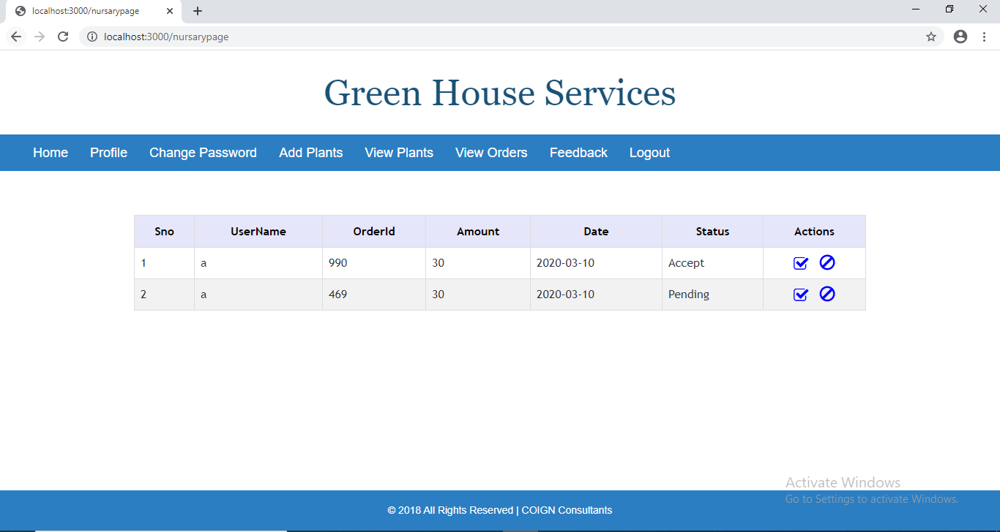 localhost:3000/nursarypage
localhost:3000/nursarypage
Green House Services
Home Profile Change Password Add Plants View Plants View Orders Feedback Logout
Sno UserName OrderId Amount Date Status Actions
1 a 990 30 2020-03-10 Accept
2 a 469 30 2020-03-10 Pending
Activate Windows
Go to Settings to activate Windows.
© 2018 All Rights Reserved | COIGN Consultants